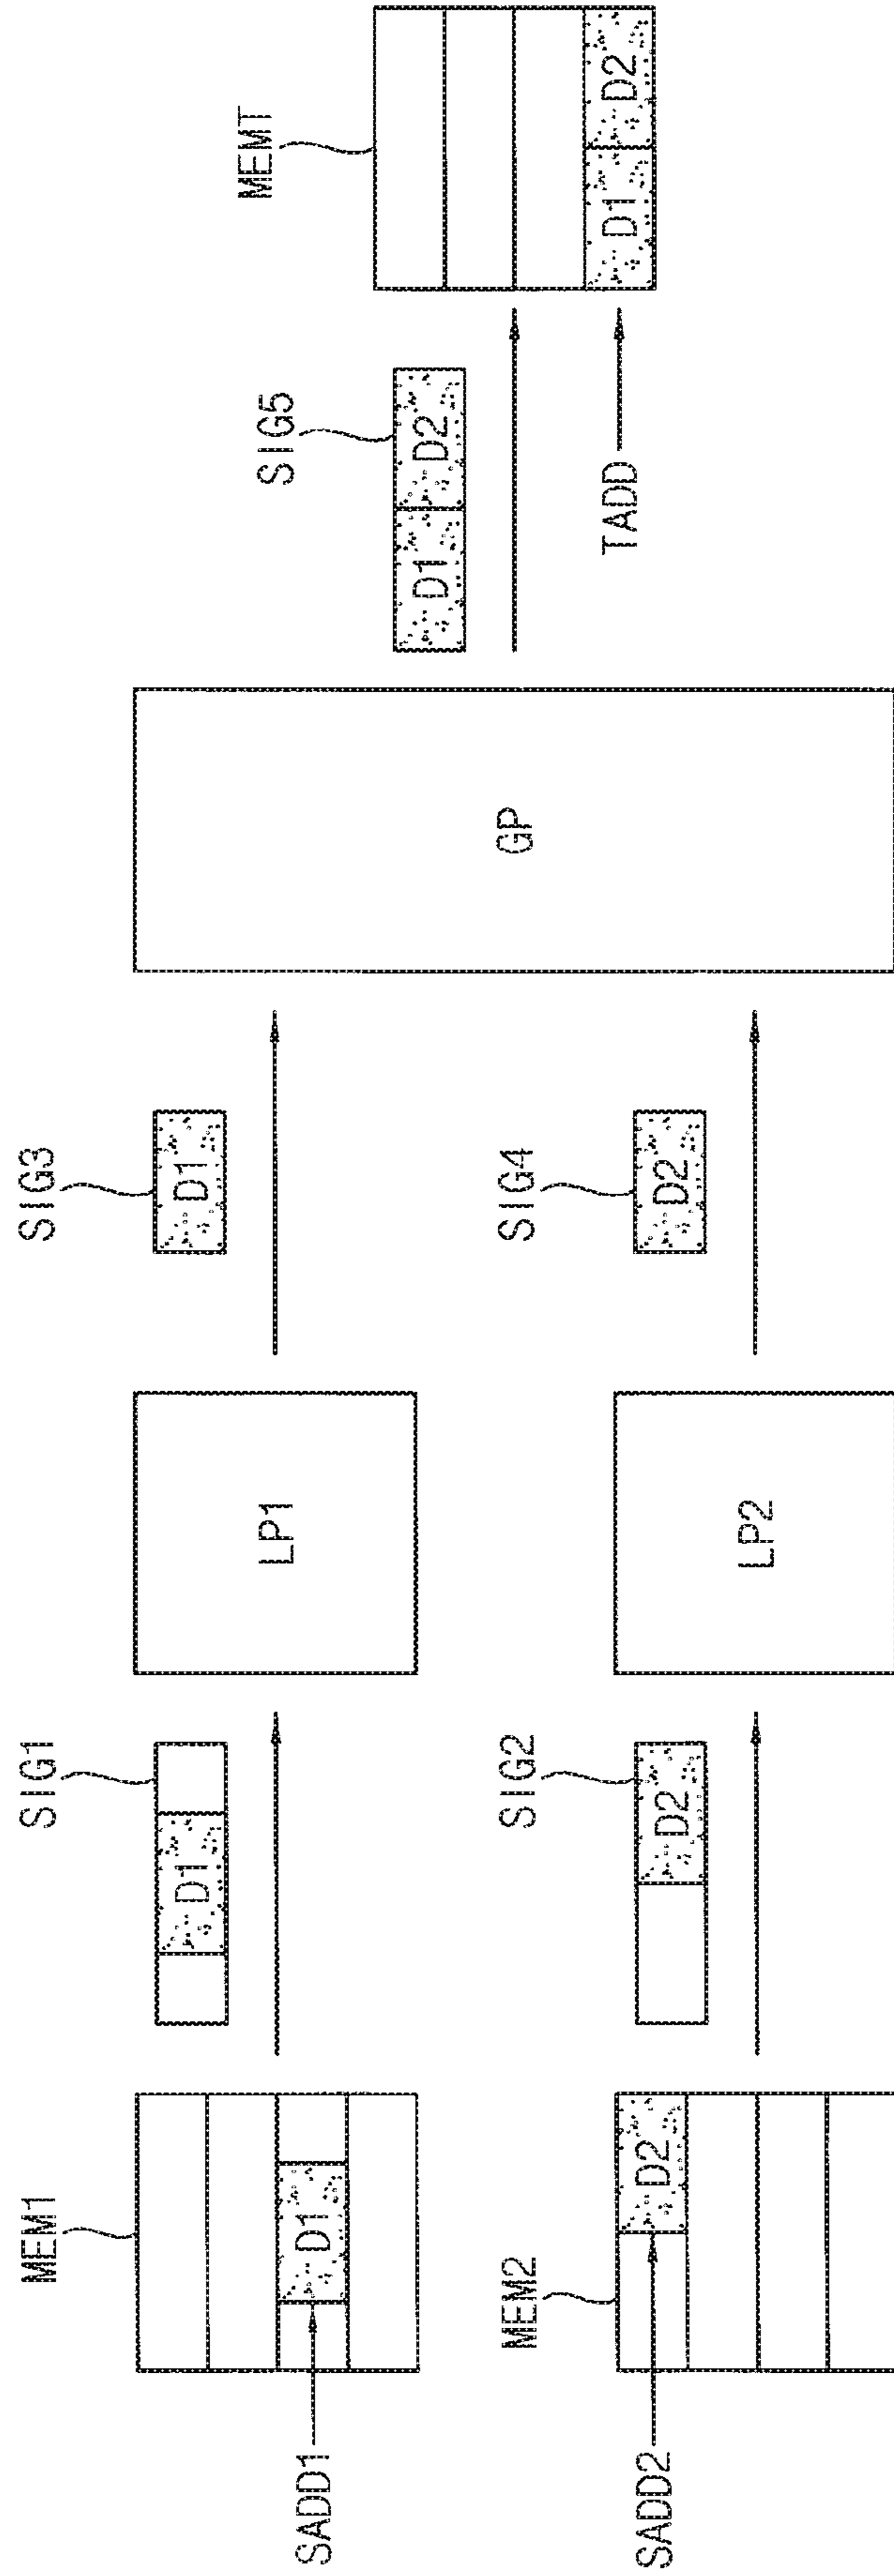 MEM1
SIG1
SIG3
D1
D1
LP1
D1
SADD1
SIG5
MEMT
D1 D2
GP
TADD
D1 D2
MEM2
SIG2
SIG4
D2
D2
LP2
D2
SADD2